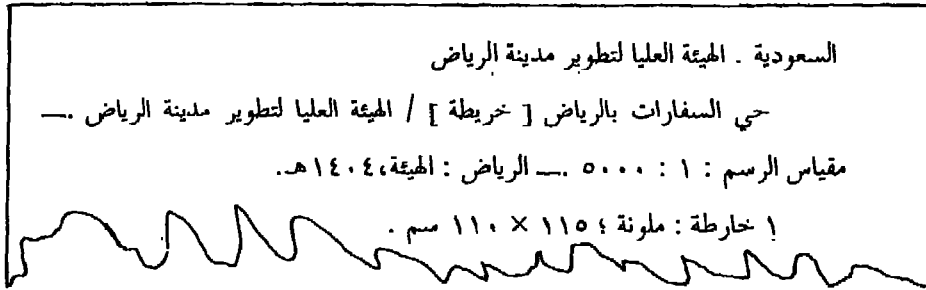 السعودية . الهيئة العليا لتطوير مدينة الرياض
حي السفارات بالرياض [ خريطة ] / الهيئة العليا لتطوير مدينة الرياض .—
مقياس الرسم : ١ : ٥٠٠٠ .— الرياض : الهيئة، ١٤٠٤هـ.
١ خارطة : ملونة ؛ ١١٥ × ١١٠ سم .